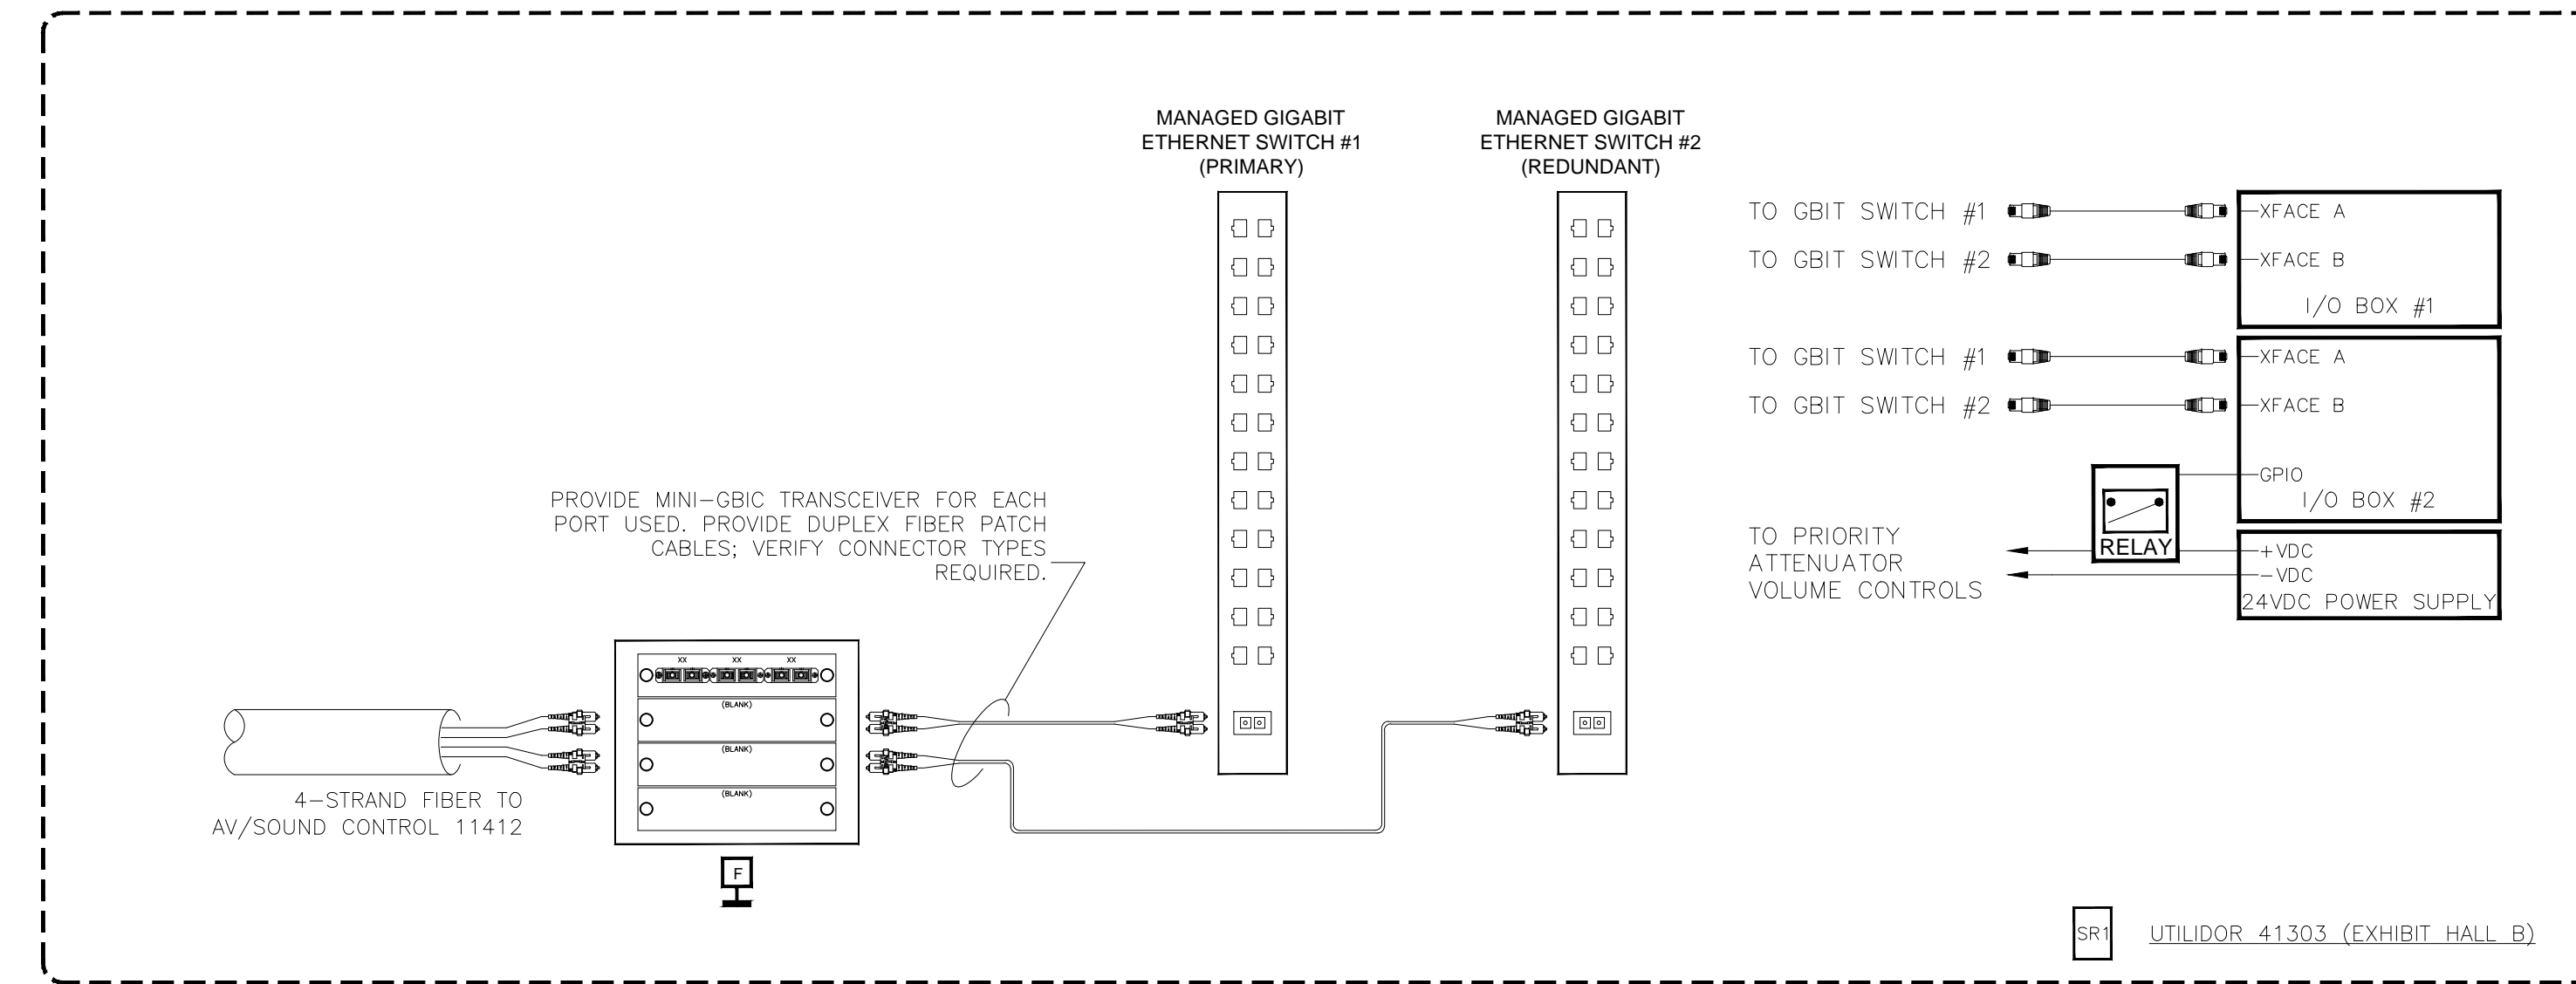 MANAGED GIGABIT
ETHERNET SWITCH #1
(PRIMARY)
MANAGED GIGABIT
ETHERNET SWITCH #2
(REDUNDANT)
TO GBIT SWITCH #1
XFACE A
TO GBIT SWITCH #2
XFACE B
I/O BOX #1
TO GBIT SWITCH #1
XFACE A
TO GBIT SWITCH #2
XFACE B
GPIO
I/O BOX #2
RELAY
TO PRIORITY
ATTENUATOR
VOLUME CONTROLS
+VDC
-VDC
24VDC POWER SUPPLY
PROVIDE MINI-GBIC TRANSCEIVER FOR EACH
PORT USED. PROVIDE DUPLEX FIBER PATCH
CABLES; VERIFY CONNECTOR TYPES
REQUIRED.
XX XX XX
(BLANK)
(BLANK)
(BLANK)
4-STRAND FIBER TO
AV/SOUND CONTROL 11412
F
SR1
UTILIDOR 41303 (EXHIBIT HALL B)